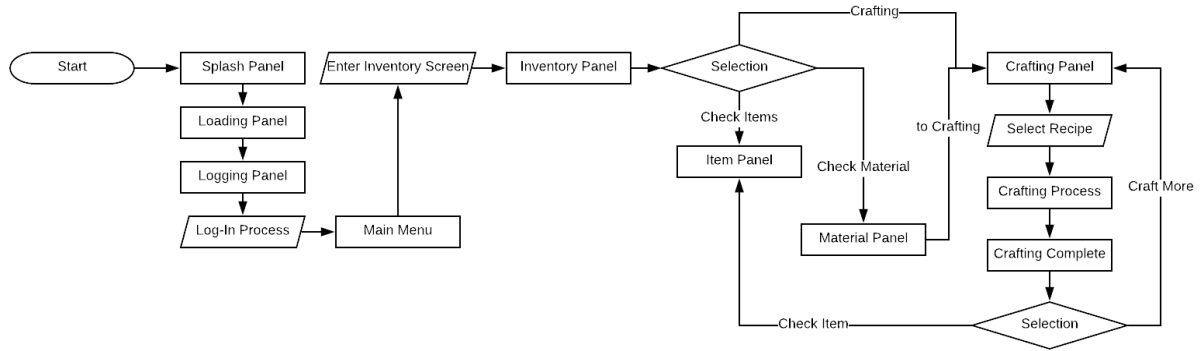 Start
Splash Panel
Loading Panel
Logging Panel
Log-In Process
Main Menu
Enter Inventory Screen
Inventory Panel
Selection
Crafting
Check Items
Item Panel
Check Material
Material Panel
to Crafting
Crafting Panel
Select Recipe
Crafting Process
Crafting Complete
Selection
Check Item
Craft More